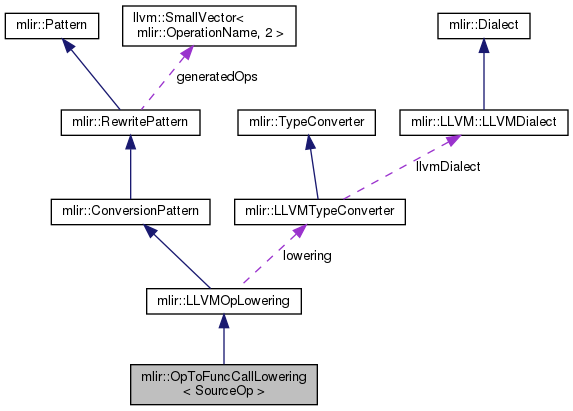 mlir::Pattern
llvm::SmallVector<
mlir::OperationName, 2 >
mlir::Dialect
generatedOps
mlir::RewritePattern
mlir::TypeConverter
mlir::LLVM::LLVMDialect
llvmDialect
mlir::ConversionPattern
mlir::LLVMTypeConverter
lowering
mlir::LLVMOpLowering
mlir::OpToFuncCallLowering
< SourceOp >